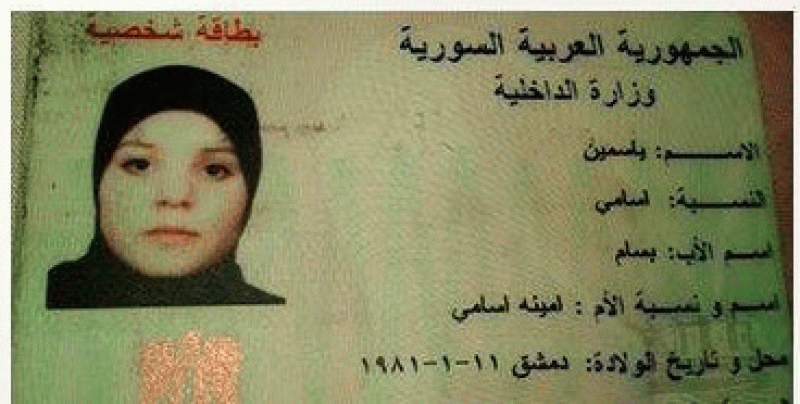 بطاقة شخصية
الجمهورية العربية السورية
وزارة الداخلية
الاسم: ياسمين
النسبة: اسامي
اسم الأب: بسام
اسم و نسبة الأم : امينه اسامي
محل و تاريخ الولادة: دمشق ١١-١-١٩٨١